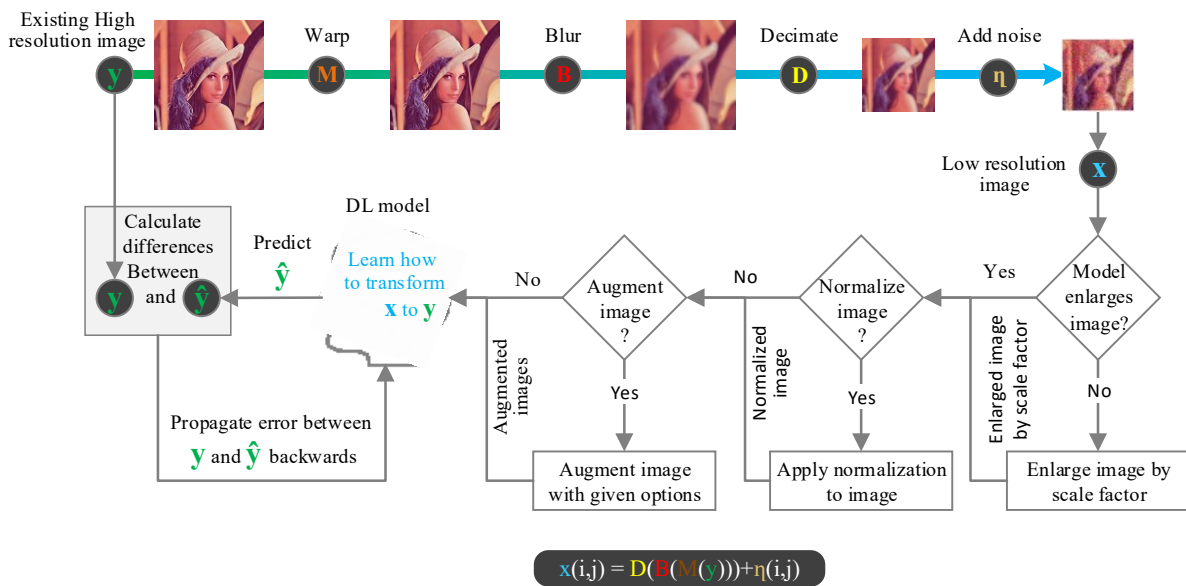 Existing High
resolution image
Warp
Blur
Decimate
Add noise
y
M
B
D
η
Low resolution
image
x
DL model
Calculate
differences
Between
and
y
ŷ
Predict
ŷ
Learn how
to transform
x to y
No
Augment
image
?
No
Normalize
image
?
Yes
Model
enlarges
image?
Augmented
images
Yes
Normalized
image
Yes
Enlarged image
by scale factor
No
Propagate error between
y and ŷ backwards
Augment image
with given options
Apply normalization
to image
Enlarge image by
scale factor
x(i,j) = D(B(M(y)))+η(i,j)